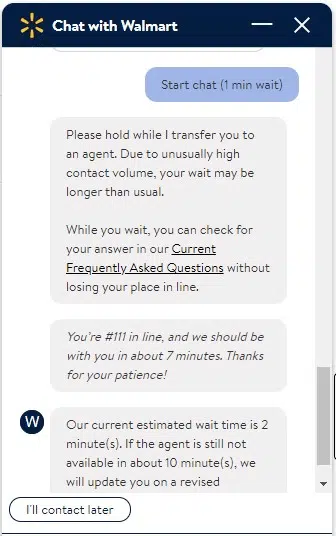 Chat with Walmart
Start chat (1 min wait)
Please hold while I transfer you to
an agent. Due to unusually high
contact volume, your wait may be
longer than usual.
While you wait, you can check for
your answer in our Current
Frequently Asked Questions without
losing your place in line.
You're #111 in line, and we should be
with you in about 7 minutes. Thanks
for your patience!
W
Our current estimated wait time is 2
minute(s). If the agent is still not
available in about 10 minute(s), we
will update you on a revised
I'll contact later